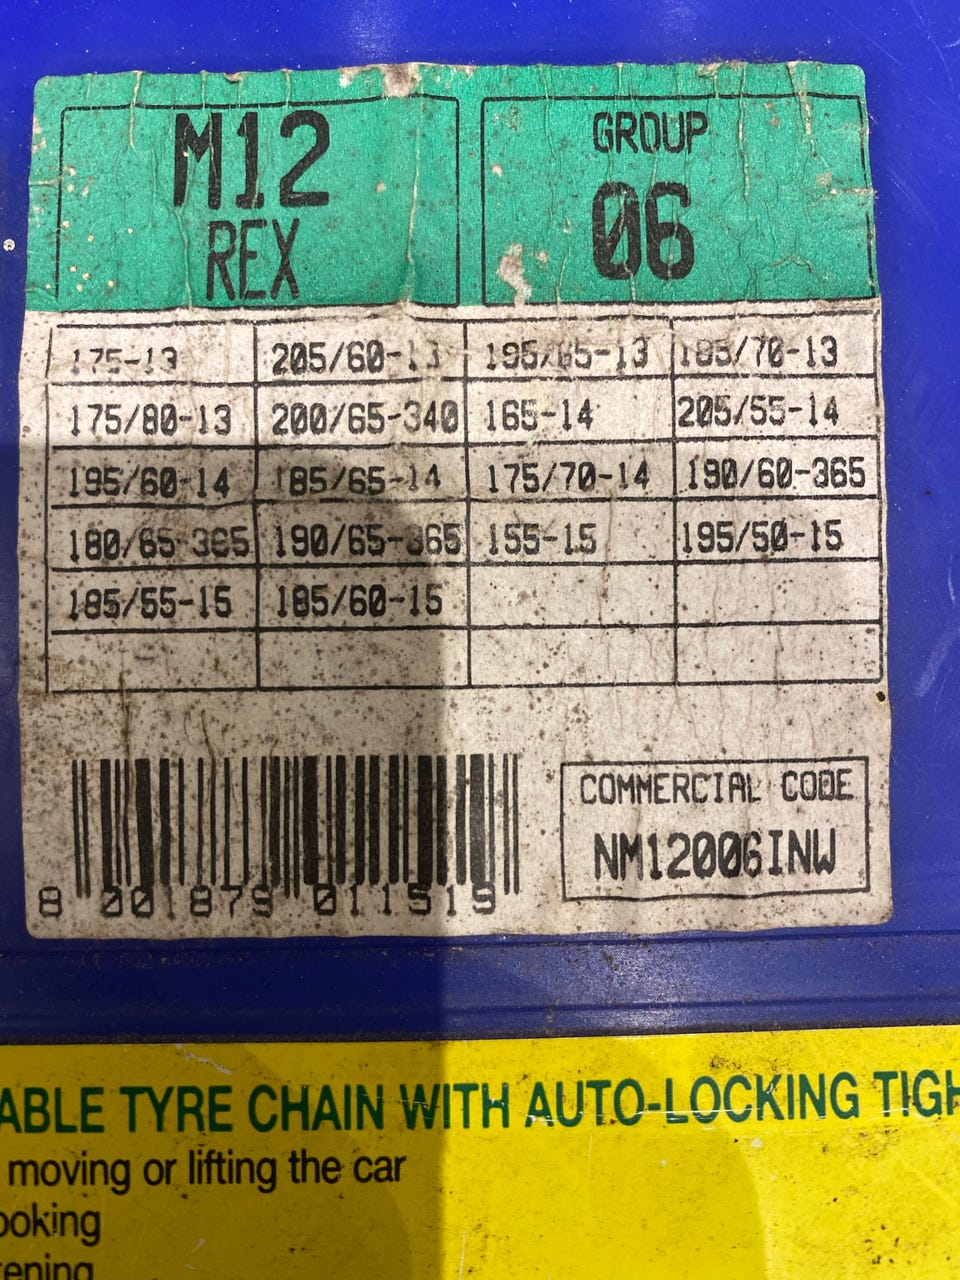 M12
REX
GROUP
06
175-13 205/60-13 195/65-13 185/70-13
175/80-13 200/65-340 165-14 205/55-14
195/60-14 185/65-14 175/70-14 190/60-365
180/65-365 190/65-365 155-15 195/50-15
185/55-15 185/60-15
COMMERCIAL CODE
NM12006INW
8 001879 011519
ABLE TYRE CHAIN WITH AUTO-LOCKING TIGH
moving or lifting the car
ooking
tening